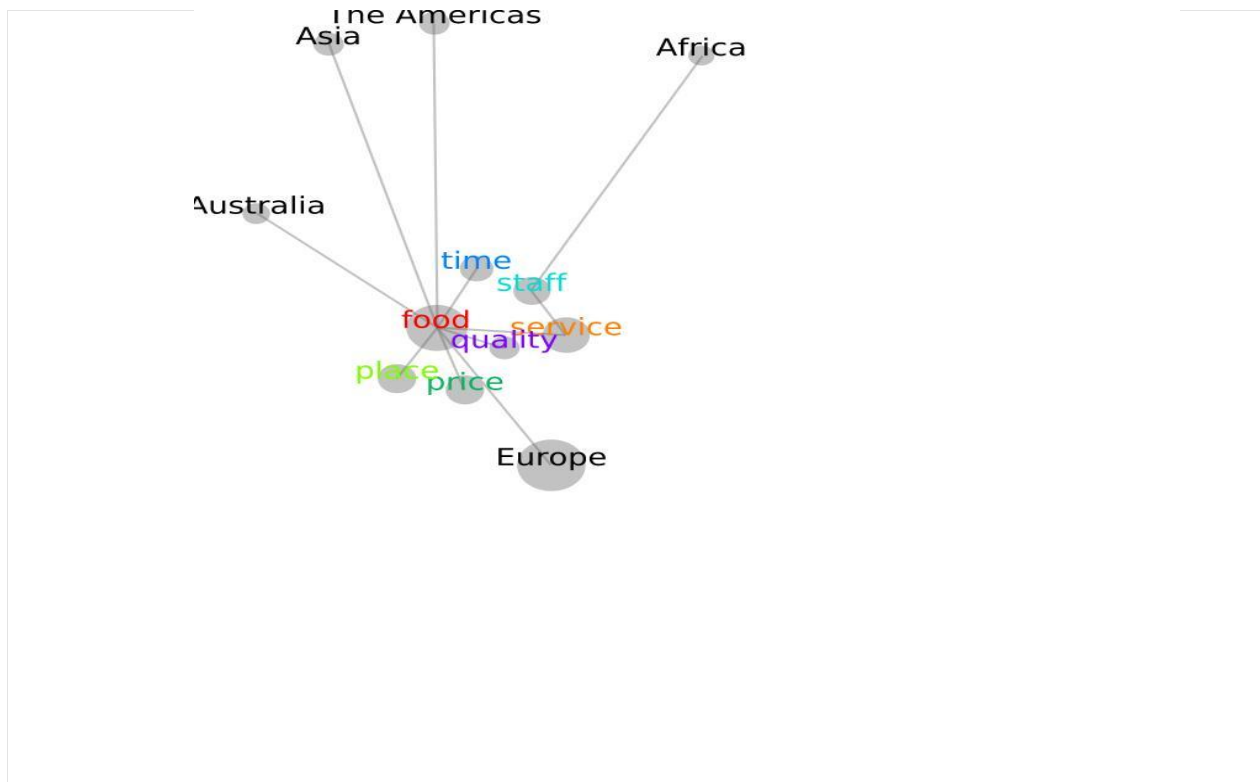 The Americas
Asia
Africa
Australia
time
staff
food
service
quality
place
price
Europe